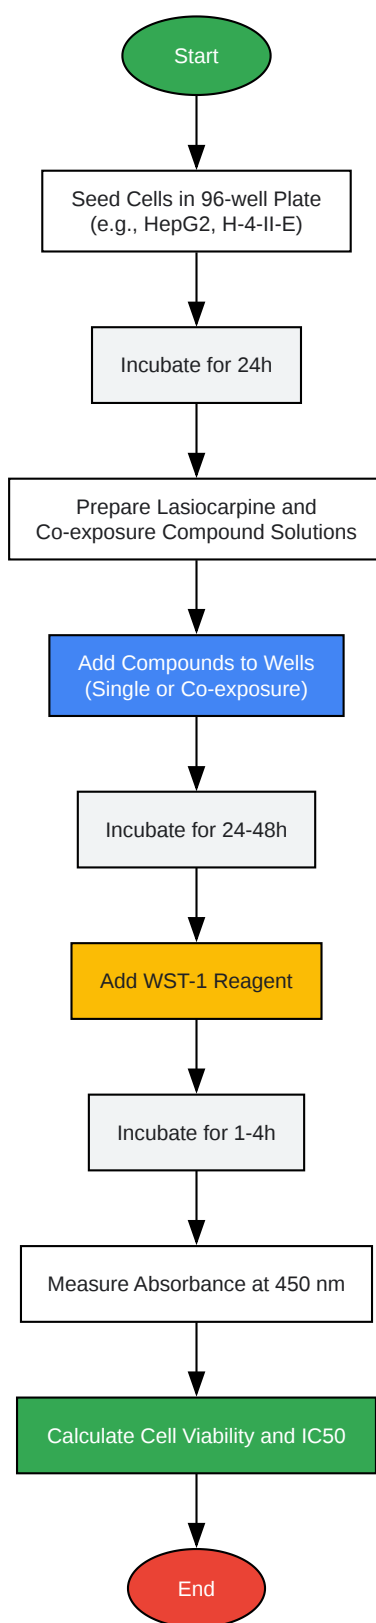 Start
Seed Cells in 96-well Plate
(e.g., HepG2, H-4-II-E)
Incubate for 24h
Prepare Lasiocarpine and
Co-exposure Compound Solutions
Add Compounds to Wells
(Single or Co-exposure)
Incubate for 24-48h
Add WST-1 Reagent
Incubate for 1-4h
Measure Absorbance at 450 nm
Calculate Cell Viability and IC50
End